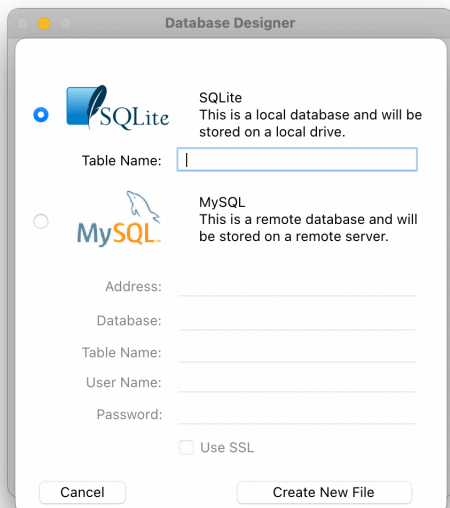 Database Designer
SQLite
SQLite
This is a local database and will be
stored on a local drive.
Table Name:
MySQL
MySQL
This is a remote database and will
be stored on a remote server.
Address:
Database:
Table Name:
User Name:
Password:
Use SSL
Cancel
Create New File